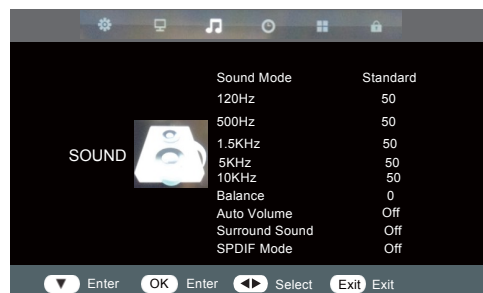 Sound Mode Standard
120Hz 50
500Hz 50
1.5KHz 50
SOUND
5KHz 50
10KHz 50
Balance 0
Auto Volume Off
Surround Sound Off
SPDIF Mode Off
Enter OK Enter Select Exit Exit